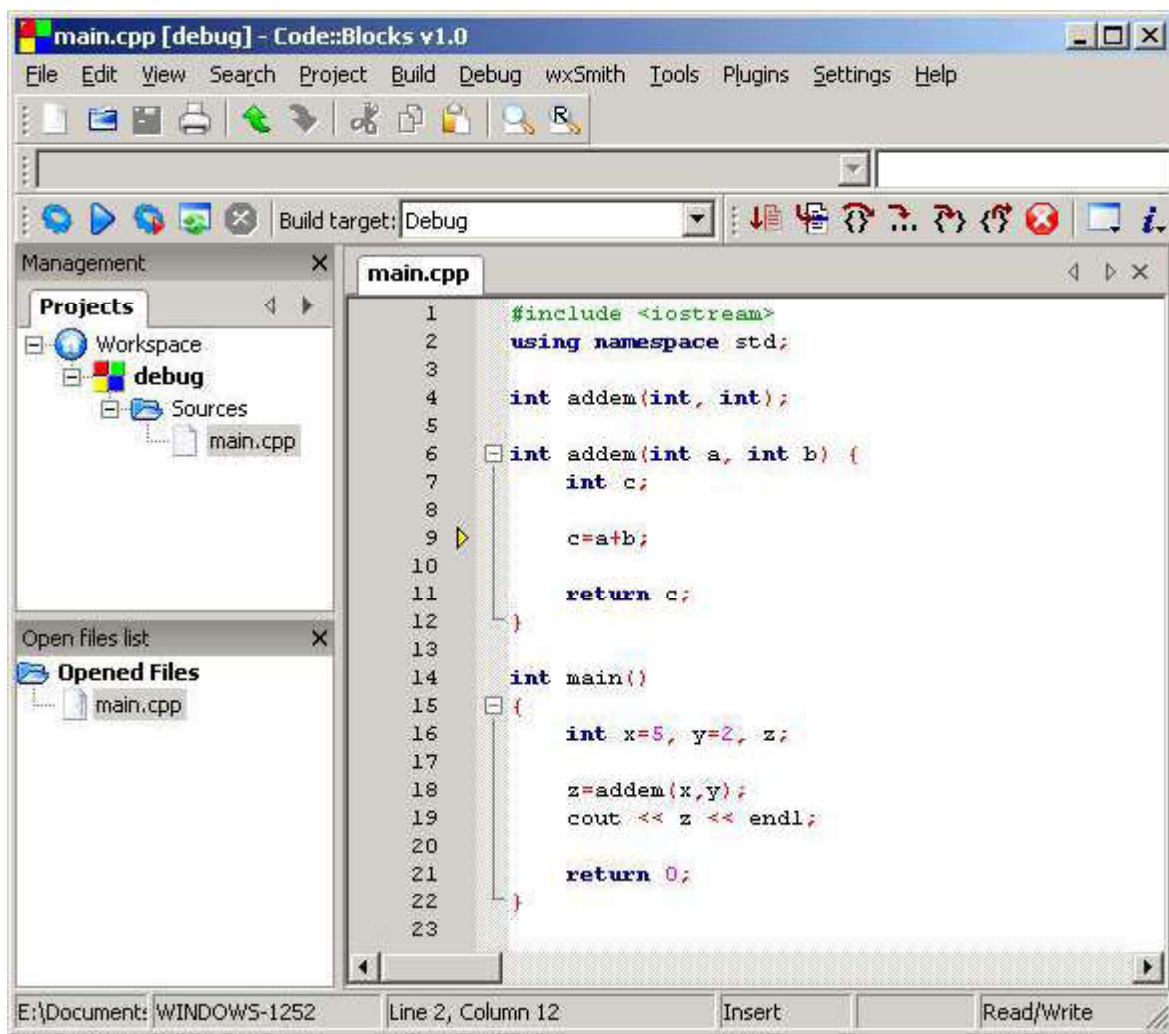 main.cpp [debug] - Code::Blocks v1.0
File Edit View Search Project Build Debug wxSmith Tools Plugins Settings Help
Build target: Debug
Management
Projects
Workspace
debug
Sources
main.cpp
Open files list
Opened Files
main.cpp
main.cpp
1 #include <iostream>
2 using namespace std;
3
4 int addem(int, int);
5
6 int addem(int a, int b) {
7 int c;
8
9 c=a+b;
10
11 return c;
12 }
13
14 int main()
15 {
16 int x=5, y=2, z;
17
18 z=addem(x,y);
19 cout << z << endl;
20
21 return 0;
22 }
23
E:\Documents WINDOWS-1252 Line 2, Column 12 Insert Read/Write